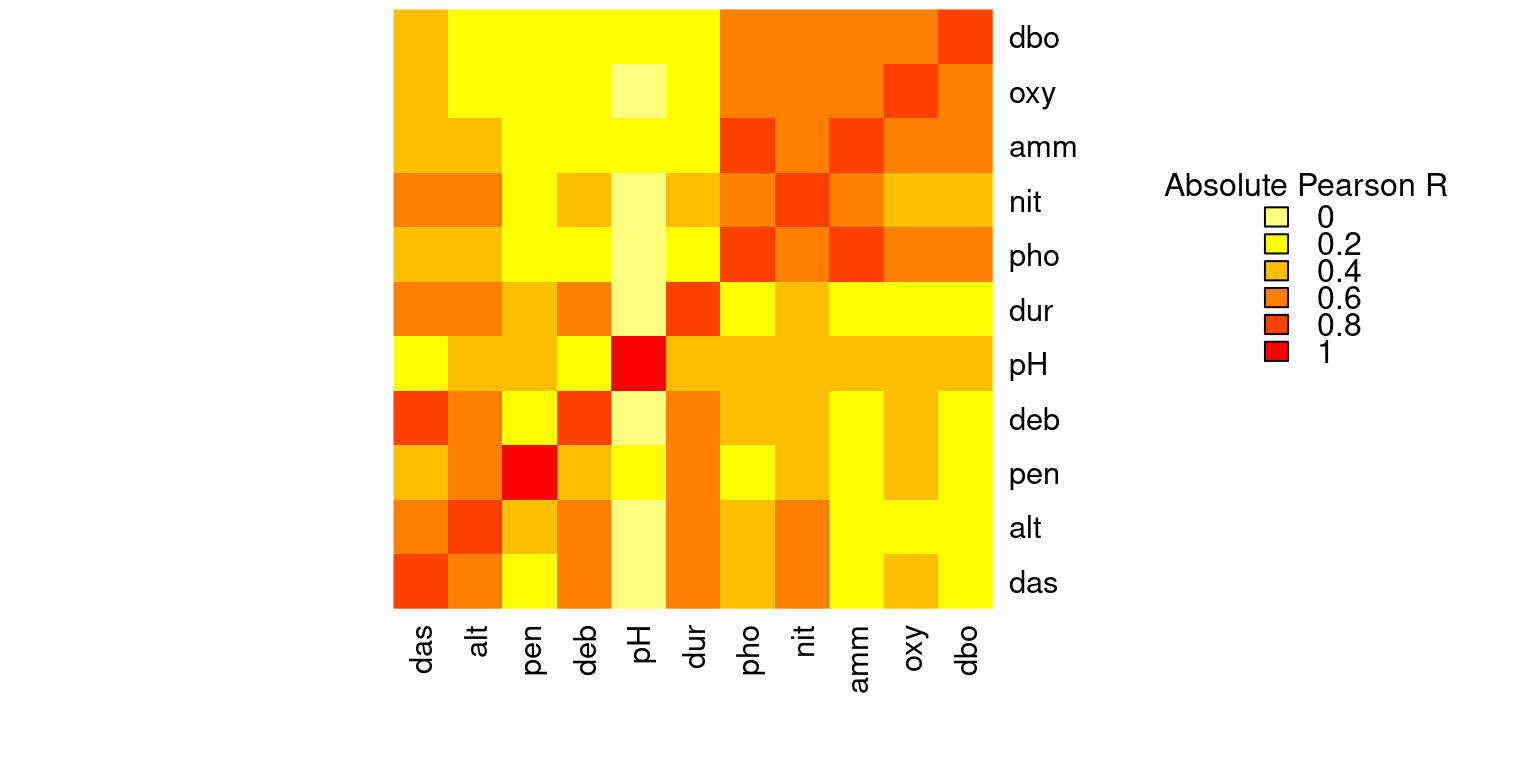 dbo
oxy
amm
nit
pho
dur
pH
deb
pen
alt
das
das alt pen deb pH dur pho nit amm oxy dbo
Absolute Pearson R
0
0.2
0.4
0.6
0.8
1